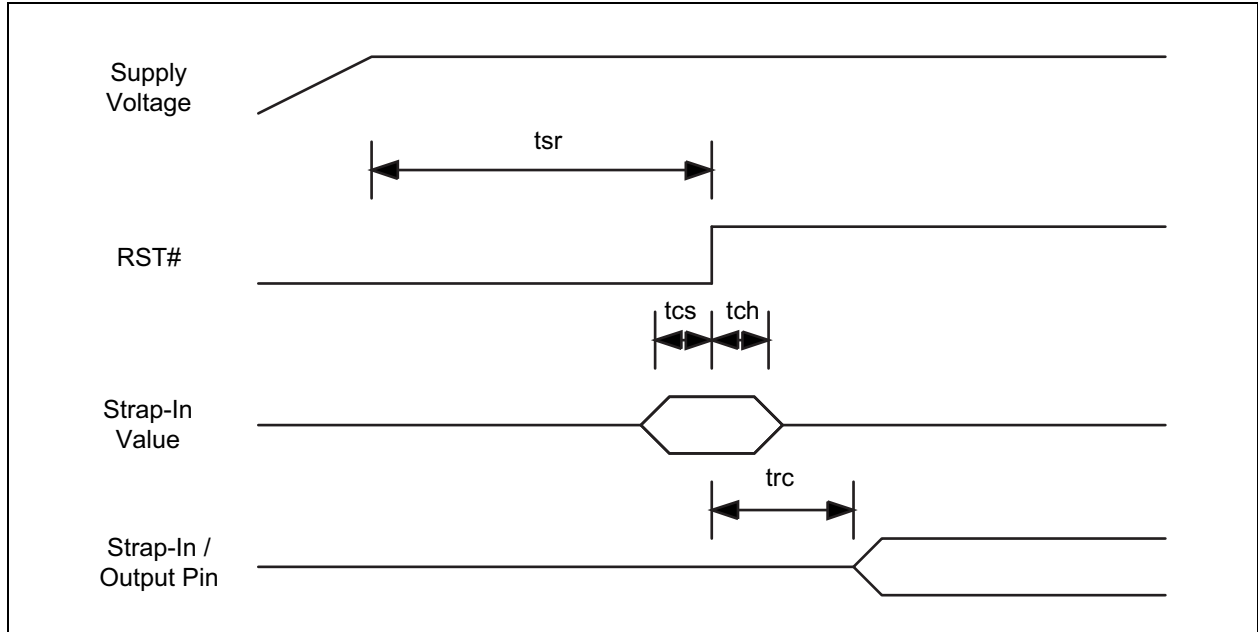 Supply
Voltage
tsr
RST#
tcs
tch
Strap-In
Value
trc
Strap-In /
Output Pin